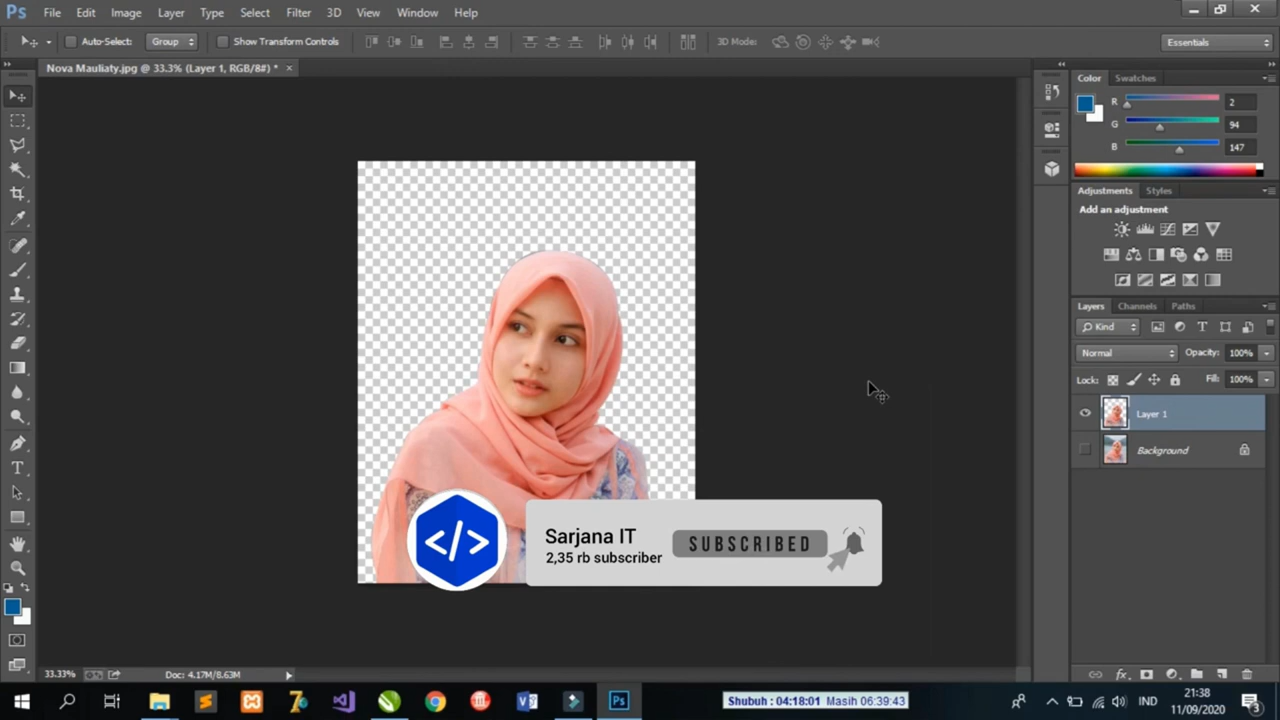 Ps File Edit Image Layer Type Select Filter 3D View Window Help
Auto-Select: Group Show Transform Controls 3D Mode: Essentials
Nova Mauliaty.jpg @ 33.3% (Layer 1, RGB/8#) * ×
Color Swatches
R 2
G 94
B 147
Adjustments Styles
Add an adjustment
Layers Channels Paths
Kind
Normal Opacity: 100%
Lock: Fill: 100%
Layer 1
Background
</>
Sarjana IT
2,35 rb subscriber
SUBSCRIBED
33.33% Doc: 4.17M/8.63M
Ps
Shubuh : 04:18:01 Masih 06:39:43
IND
21:38
11/09/2020
3